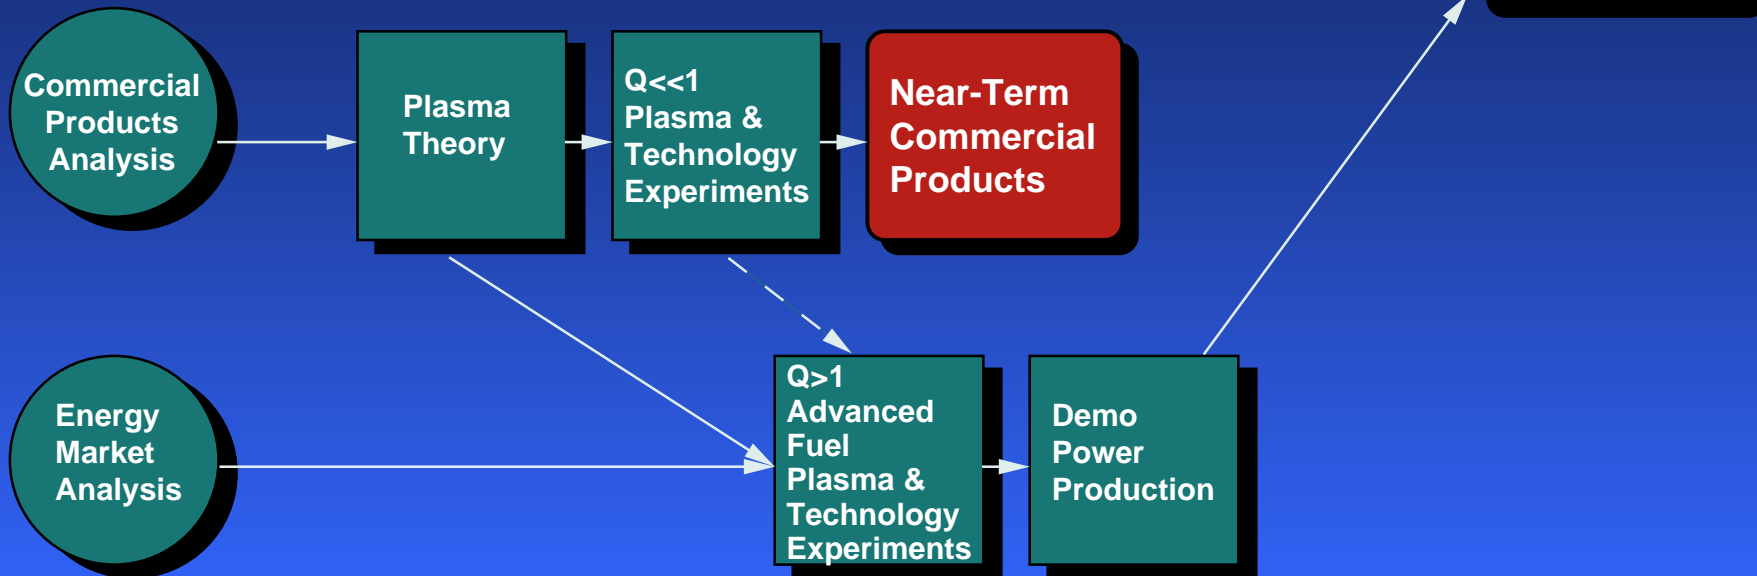 Commercial
Products
Analysis
Plasma
Theory
Q<<1
Plasma &
Technology
Experiments
Near-Term
Commercial
Products
Energy
Market
Analysis
Q>1
Advanced
Fuel
Plasma &
Technology
Experiments
Demo
Power
Production